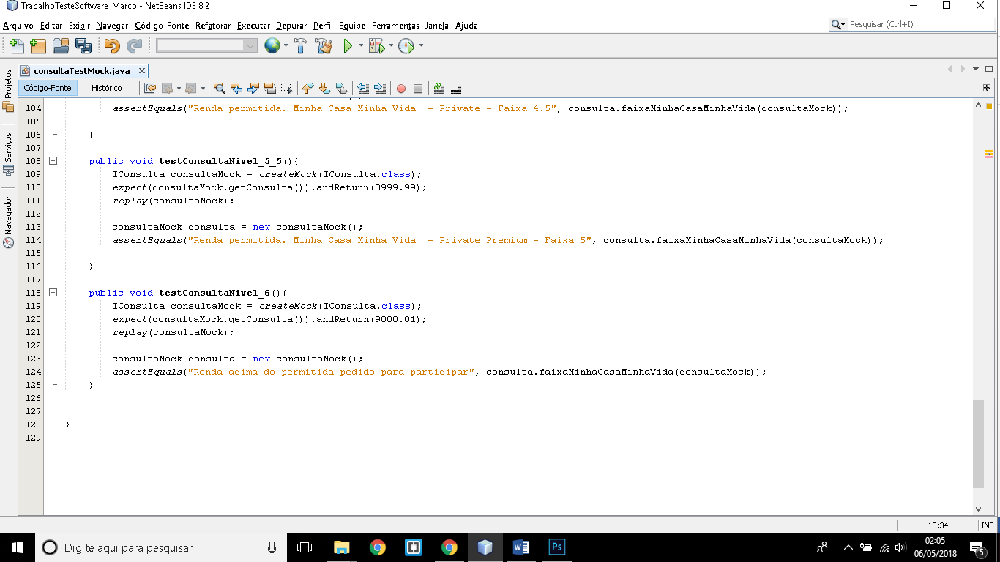 TrabalhoTesteSoftware_Marco - NetBeans IDE 8.2
Arquivo Editar Exibir Navegar Código-Fonte Refatorar Executar Depurar Perfil Equipe Ferramentas Janela Ajuda
Pesquisar (Ctrl+I)
consultaTestMock.java
Código-Fonte Histórico
Projetos
Serviços
Navegador
104 assertEquals("Renda permitida. Minha Casa Minha Vida  - Private - Faixa 4.5", consulta.faixaMinhaCasaMinhaVida(consultaMock));
105
106 }
107
108 public void testConsultaNivel_5_5(){
109 IConsulta consultaMock = createMock(IConsulta.class);
110 expect(consultaMock.getConsulta()).andReturn(8999.99);
111 replay(consultaMock);
112
113 consultaMock consulta = new consultaMock();
114 assertEquals("Renda permitida. Minha Casa Minha Vida  - Private Premium - Faixa 5", consulta.faixaMinhaCasaMinhaVida(consultaMock));
115
116 }
117
118 public void testConsultaNivel_6(){
119 IConsulta consultaMock = createMock(IConsulta.class);
120 expect(consultaMock.getConsulta()).andReturn(9000.01);
121 replay(consultaMock);
122
123 consultaMock consulta = new consultaMock();
124 assertEquals("Renda acima do permitida pedido para participar", consulta.faixaMinhaCasaMinhaVida(consultaMock));
125 }
126
127
128 }
129
15:34 INS
Digite aqui para pesquisar
Ps
02:05
06/05/2018
5